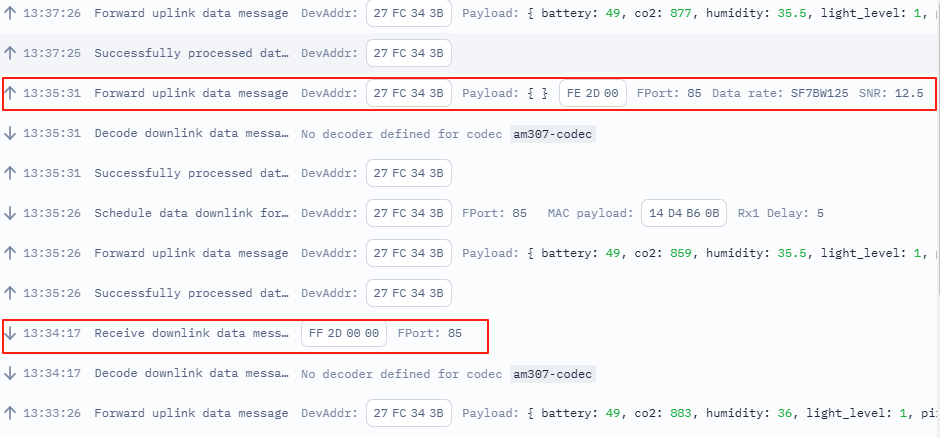 ↑ 13:37:26 Forward uplink data message DevAddr: 27 FC 34 3B Payload: { battery: 49, co2: 877, humidity: 35.5, light_level: 1,
↑ 13:37:25 Successfully processed dat… DevAddr: 27 FC 34 3B
↑ 13:35:31 Forward uplink data message DevAddr: 27 FC 34 3B Payload: { } FE 2D 00 FPort: 85 Data rate: SF7BW125 SNR: 12.5
↓ 13:35:31 Decode downlink data messa… No decoder defined for codec am307-codec
↑ 13:35:31 Successfully processed dat… DevAddr: 27 FC 34 3B
↓ 13:35:26 Schedule data downlink for… DevAddr: 27 FC 34 3B FPort: 85 MAC payload: 14 D4 B6 0B Rx1 Delay: 5
↑ 13:35:26 Forward uplink data message DevAddr: 27 FC 34 3B Payload: { battery: 49, co2: 859, humidity: 35.5, light_level: 1,
↑ 13:35:26 Successfully processed dat… DevAddr: 27 FC 34 3B
↓ 13:34:17 Receive downlink data mess… FF 2D 00 00 FPort: 85
↓ 13:34:17 Decode downlink data messa… No decoder defined for codec am307-codec
↑ 13:33:26 Forward uplink data message DevAddr: 27 FC 34 3B Payload: { battery: 49, co2: 883, humidity: 36, light_level: 1, pi